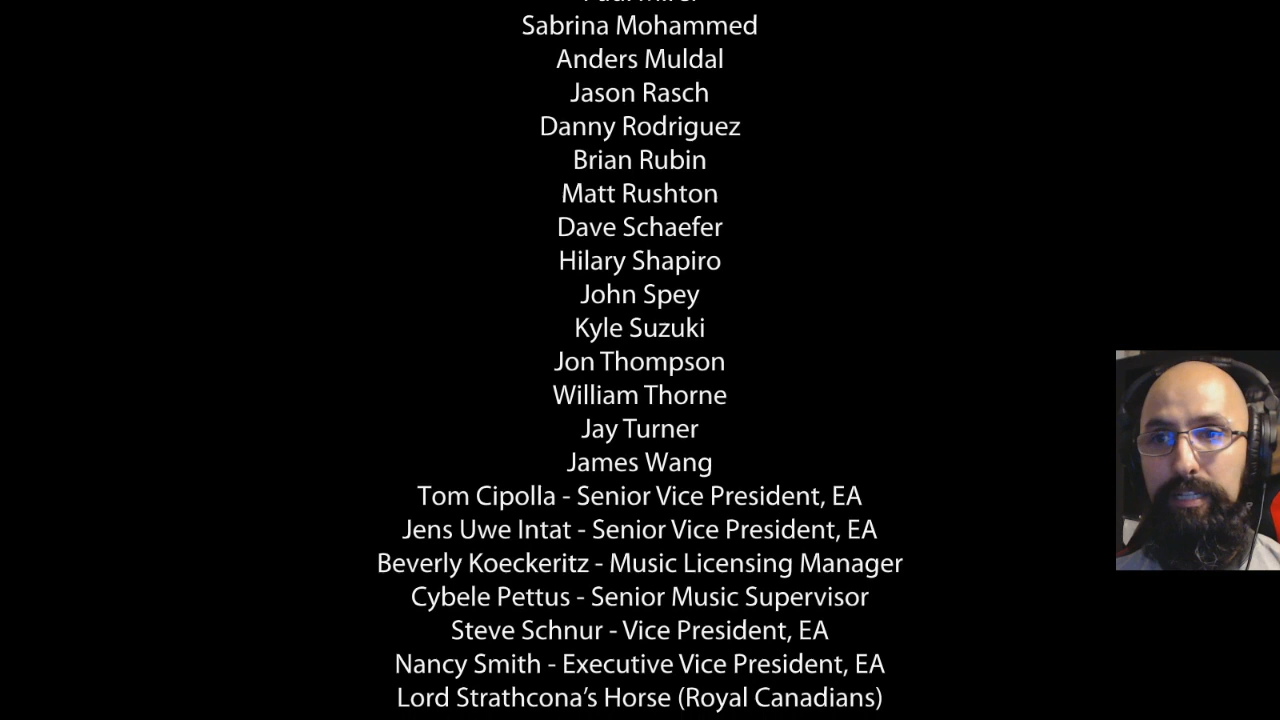 Sabrina Mohammed
Anders Muldal
Jason Rasch
Danny Rodriguez
Brian Rubin
Matt Rushton
Dave Schaefer
Hilary Shapiro
John Spey
Kyle Suzuki
Jon Thompson
William Thorne
Jay Turner
James Wang
Tom Cipolla - Senior Vice President, EA
Jens Uwe Intat - Senior Vice President, EA
Beverly Koeckeritz - Music Licensing Manager
Cybele Pettus - Senior Music Supervisor
Steve Schnur - Vice President, EA
Nancy Smith - Executive Vice President, EA
Lord Strathcona’s Horse (Royal Canadians)